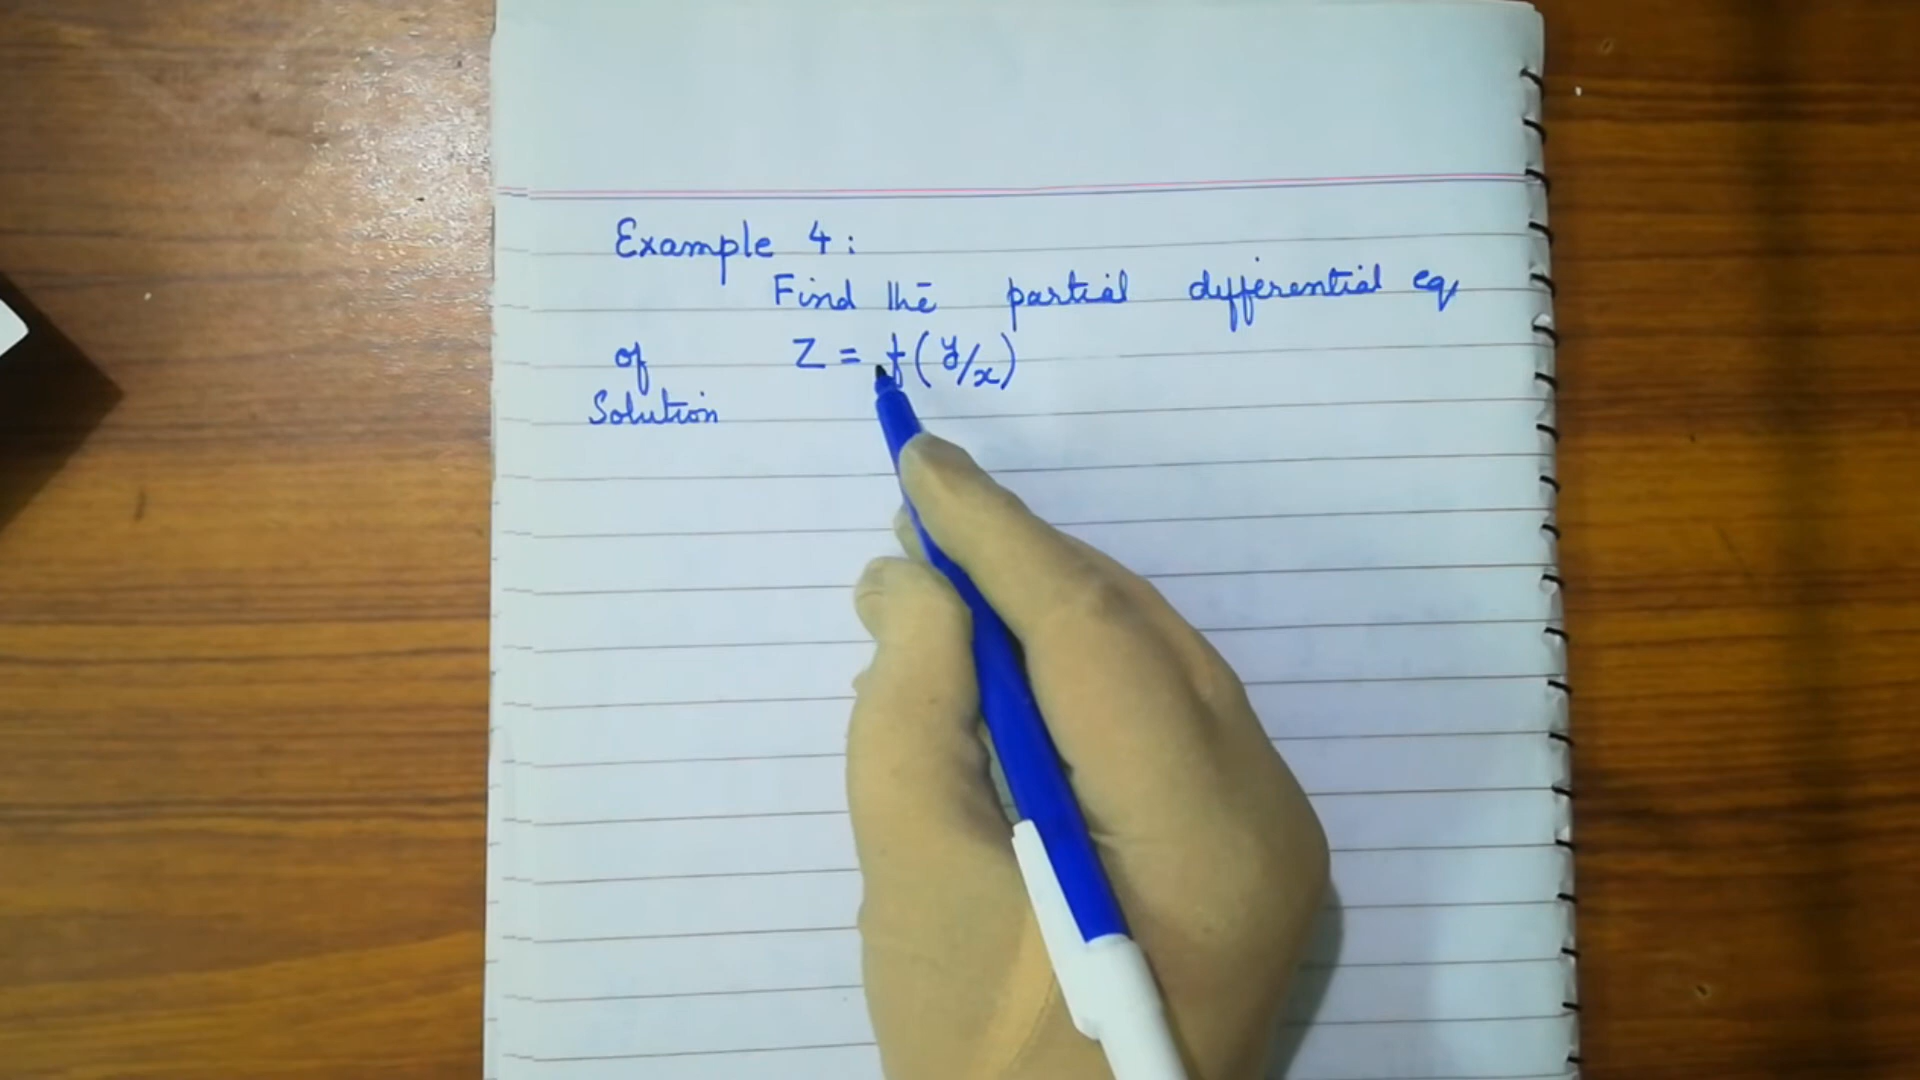 Example 4:
Find the partial differential eq
of Z = f(y/x)
Solution